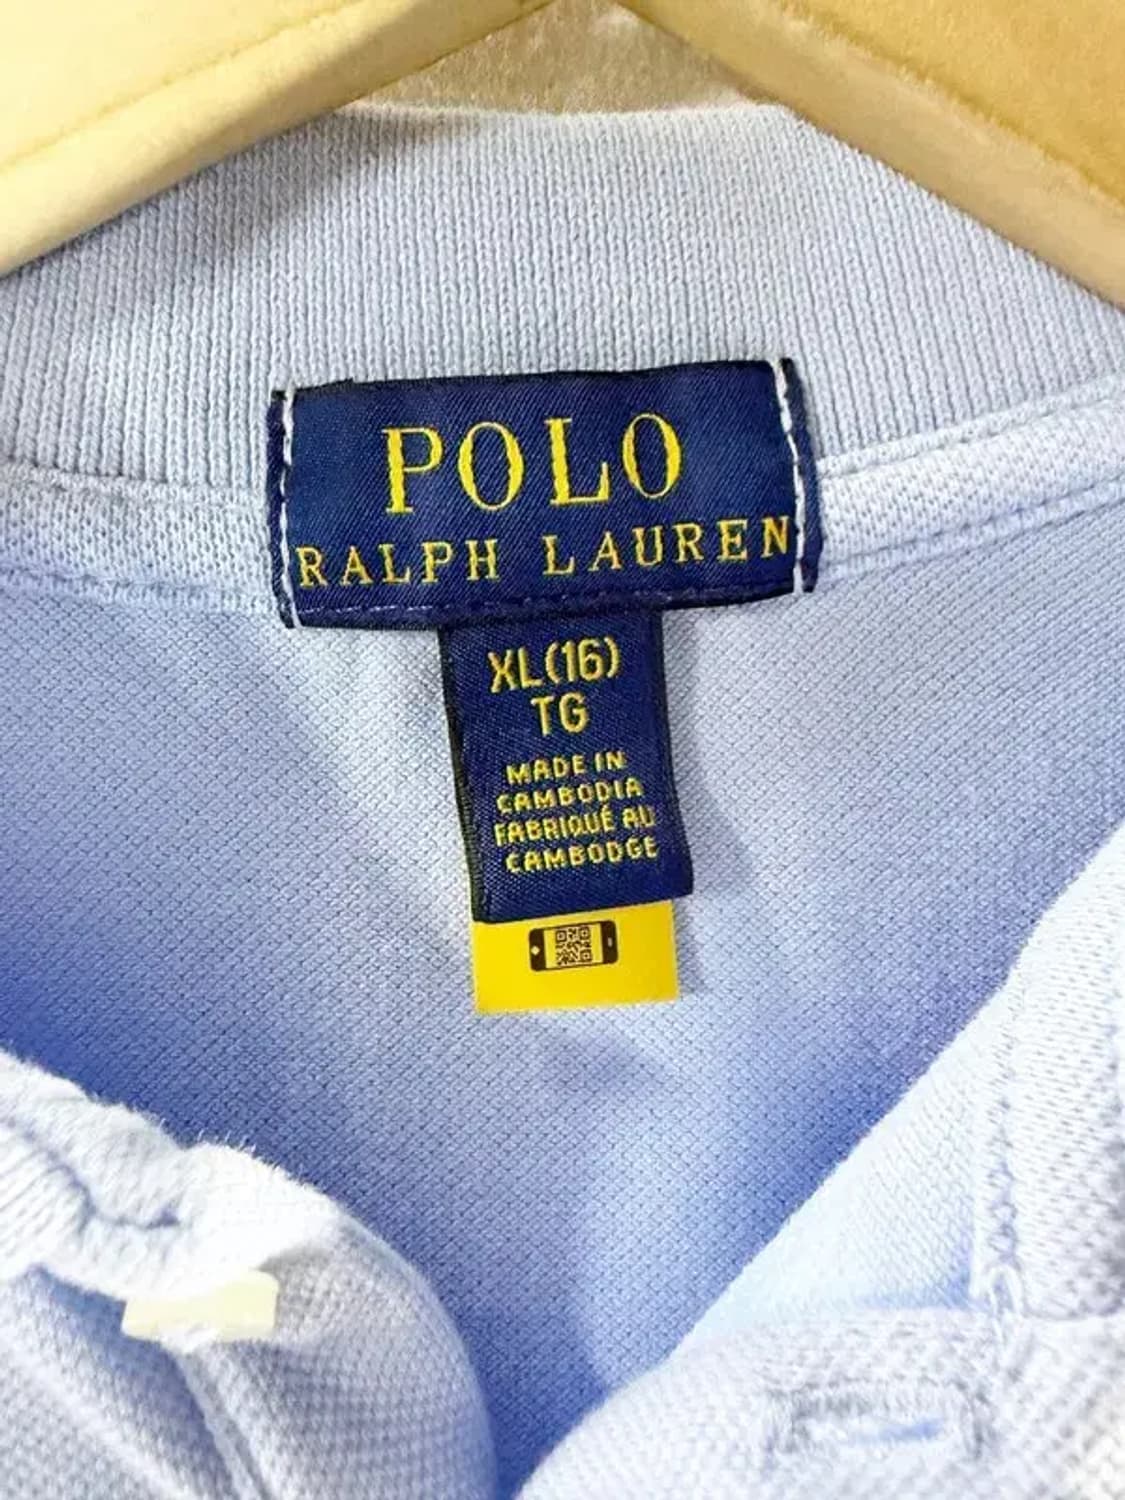 POLO
RALPH LAUREN
XL(16)
TG
MADE IN
CAMBODIA
FABRIQUÉ AU
CAMBODGE